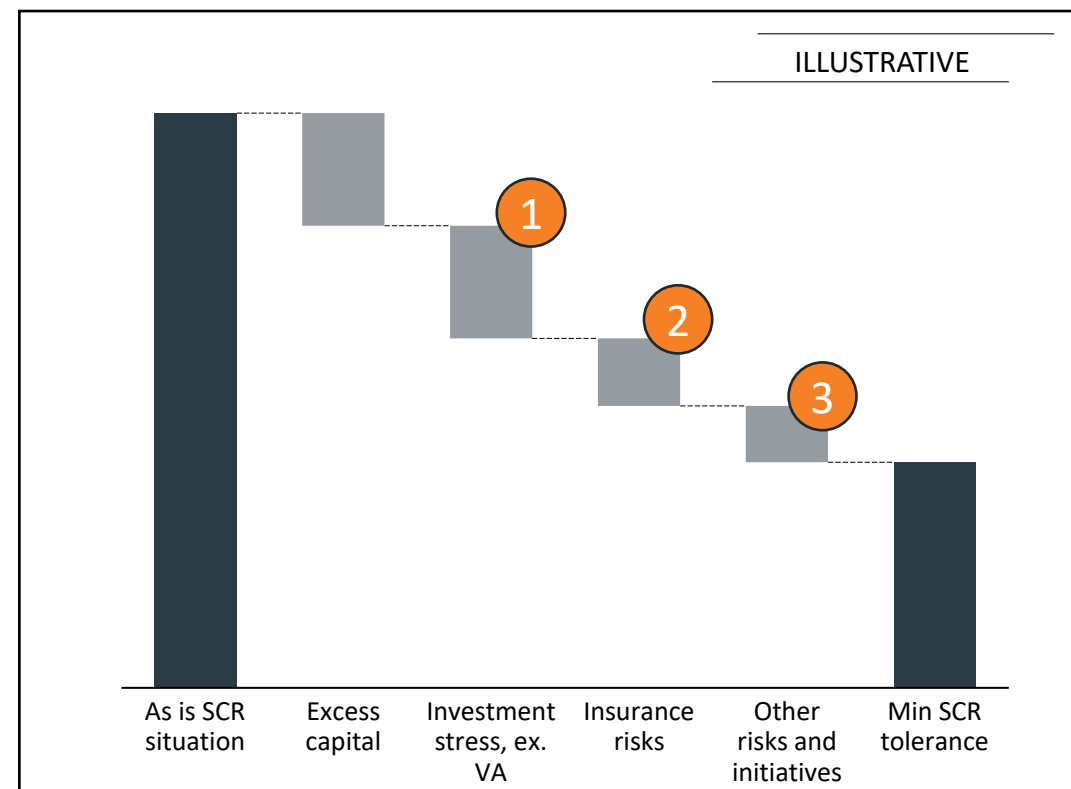 ILLUSTRATIVE
1
2
3
As is SCR
situation
Excess
capital
Investment
stress, ex.
VA
Insurance
risks
Other
risks and
initiatives
Min SCR
tolerance